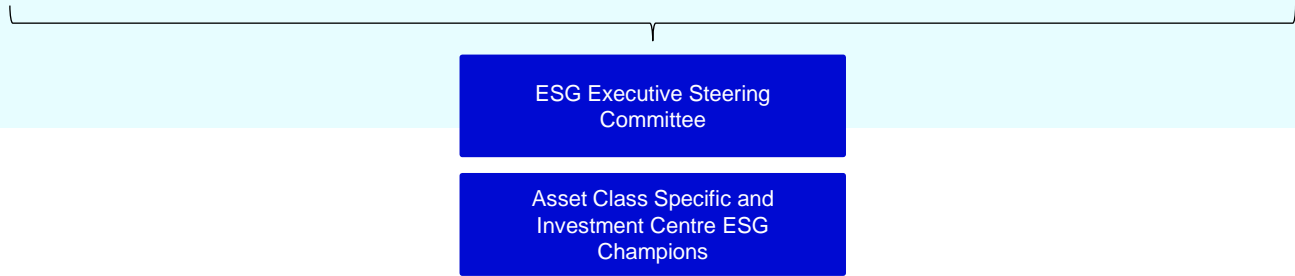 ESG Executive Steering
Committee
Asset Class Specific and
Investment Centre ESG
Champions